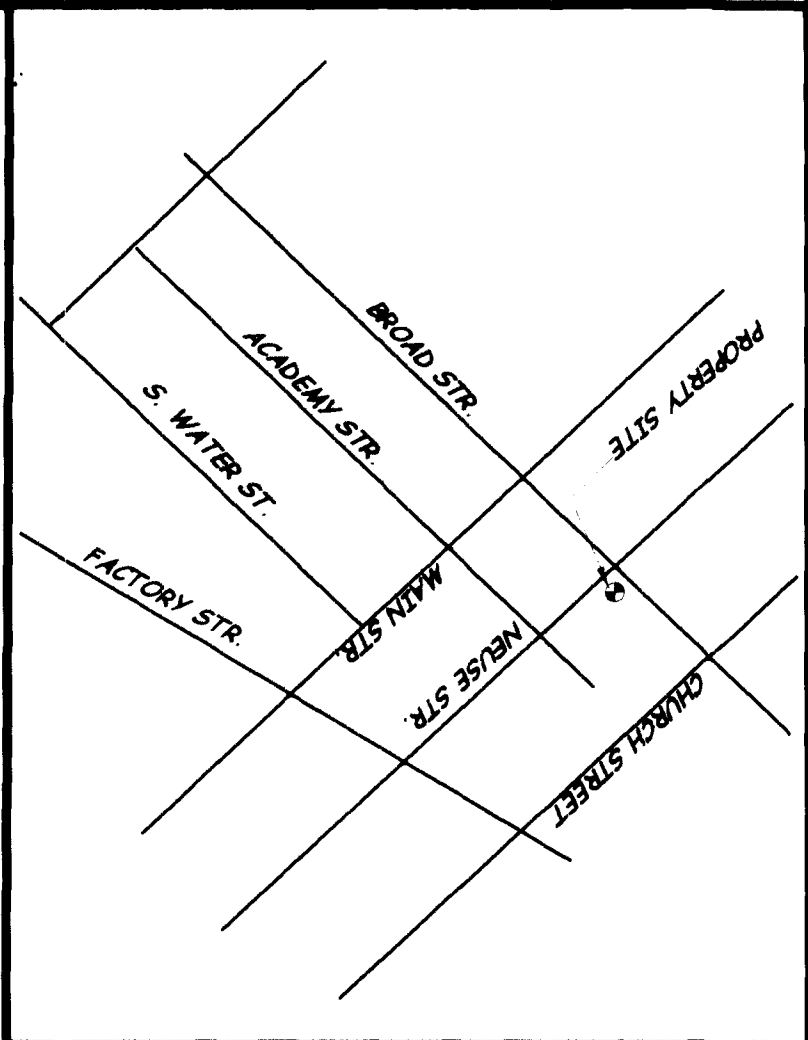 BROAD STR.
ACADEMY STR.
S. WATER ST.
FACTORY STR.
PROPERTY SITE
MAIN STR.
NEUSE STR.
CHURCH STREET